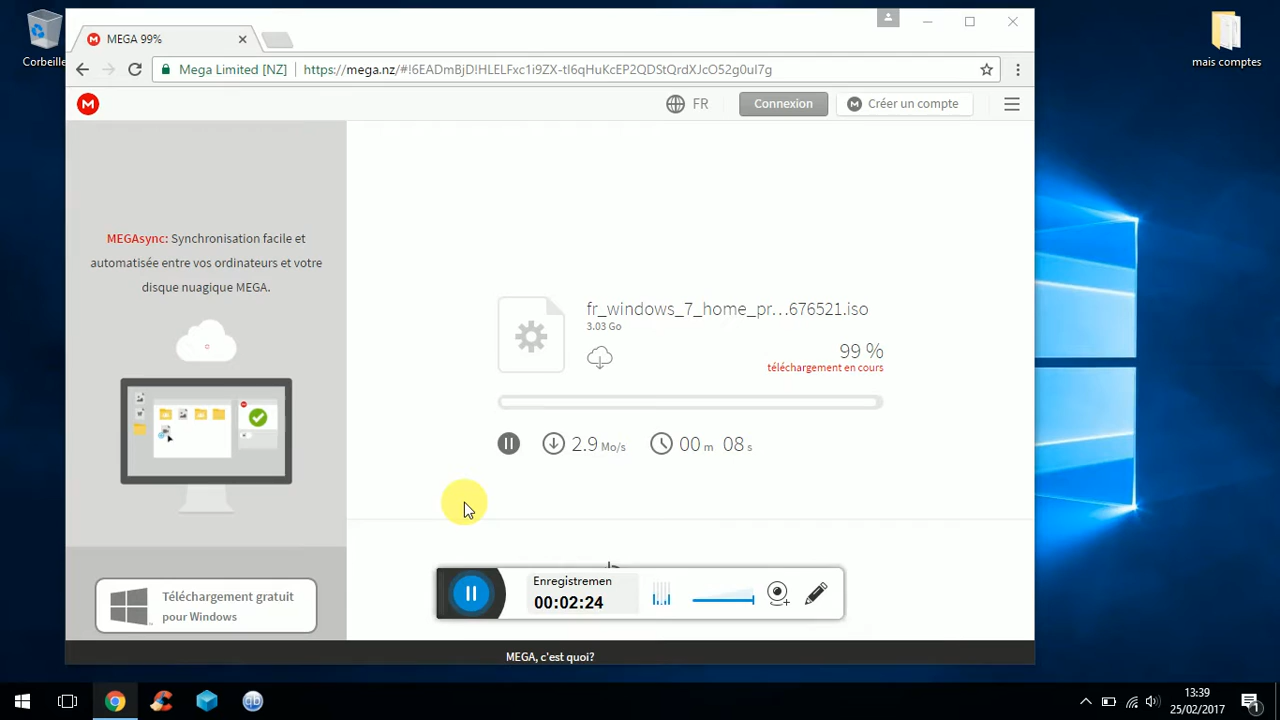 Corbeille
mais comptes
MEGA 99%
Mega Limited [NZ]
https://mega.nz/#!6EADmBjD!HLELFxc1i9ZX-tI6qHuKcEP2QDStQrdXJcO52g0uI7g
FR
Connexion
Créer un compte
MEGAsync: Synchronisation facile et
automatisée entre vos ordinateurs et votre
disque nuagique MEGA.
fr_windows_7_home_pr…676521.iso
3.03 Go
99 %
téléchargement en cours
2.9 Mo/s
00 m 08 s
Téléchargement gratuit
pour Windows
Enregistremen
00:02:24
MEGA, c'est quoi?
13:39
25/02/2017